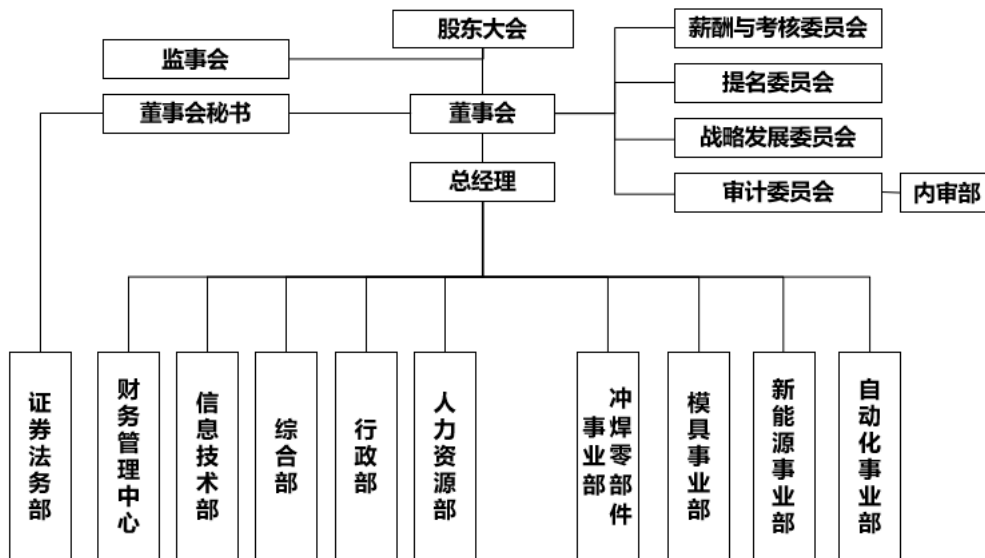 股东大会
薪酬与考核委员会
监事会
提名委员会
董事会秘书
董事会
战略发展委员会
总经理
审计委员会
内审部
证券法务部
财务管理中心
信息技术部
综合部
行政部
人力资源部
冲焊零部件
事业部
模具事业部
新能源事业部
自动化事业部